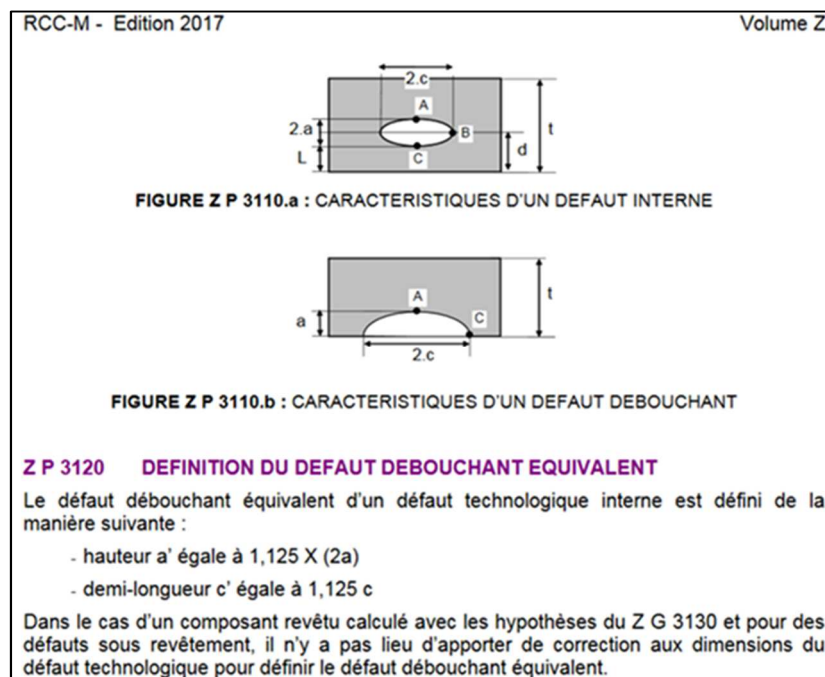 RCC-M - Edition 2017 Volume Z
2.c
A
2.a
B
t
L
C
d
FIGURE Z P 3110.a : CARACTERISTIQUES D'UN DEFAUT INTERNE
A
t
a
C
2.c
FIGURE Z P 3110.b : CARACTERISTIQUES D'UN DEFAUT DEBOUCHANT
Z P 3120 DEFINITION DU DEFAUT DEBOUCHANT EQUIVALENT
Le défaut débouchant équivalent d'un défaut technologique interne est défini de la
manière suivante :
- hauteur a' égale à 1,125 X (2a)
- demi-longueur c' égale à 1,125 c
Dans le cas d'un composant revêtu calculé avec les hypothèses du Z G 3130 et pour des
défauts sous revêtement, il n'y a pas lieu d'apporter de correction aux dimensions du
défaut technologique pour définir le défaut débouchant équivalent.